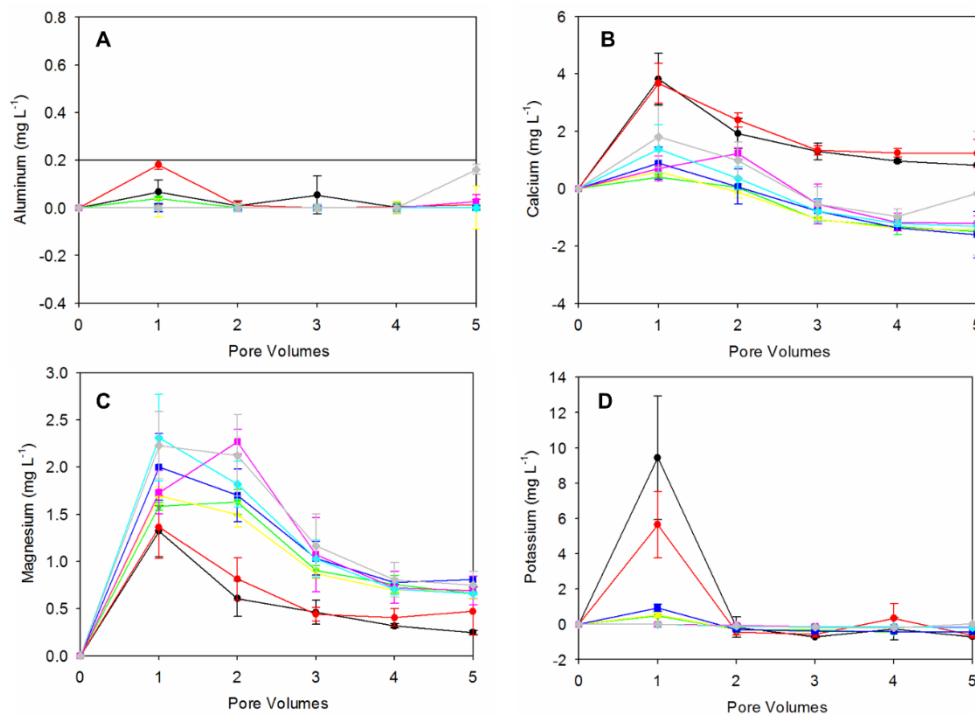 A
Aluminum (mg L⁻¹)
0.8
0.6
0.4
0.2
0.0
-0.2
-0.4
0 1 2 3 4 5
Pore Volumes
B
Calcium (mg L⁻¹)
6
4
2
0
-2
-4
0 1 2 3 4 5
Pore Volumes
C
Magnesium (mg L⁻¹)
3.0
2.5
2.0
1.5
1.0
0.5
0.0
0 1 2 3 4 5
Pore Volumes
D
Potassium (mg L⁻¹)
14
12
10
8
6
4
2
0
-2
0 1 2 3 4 5
Pore Volumes